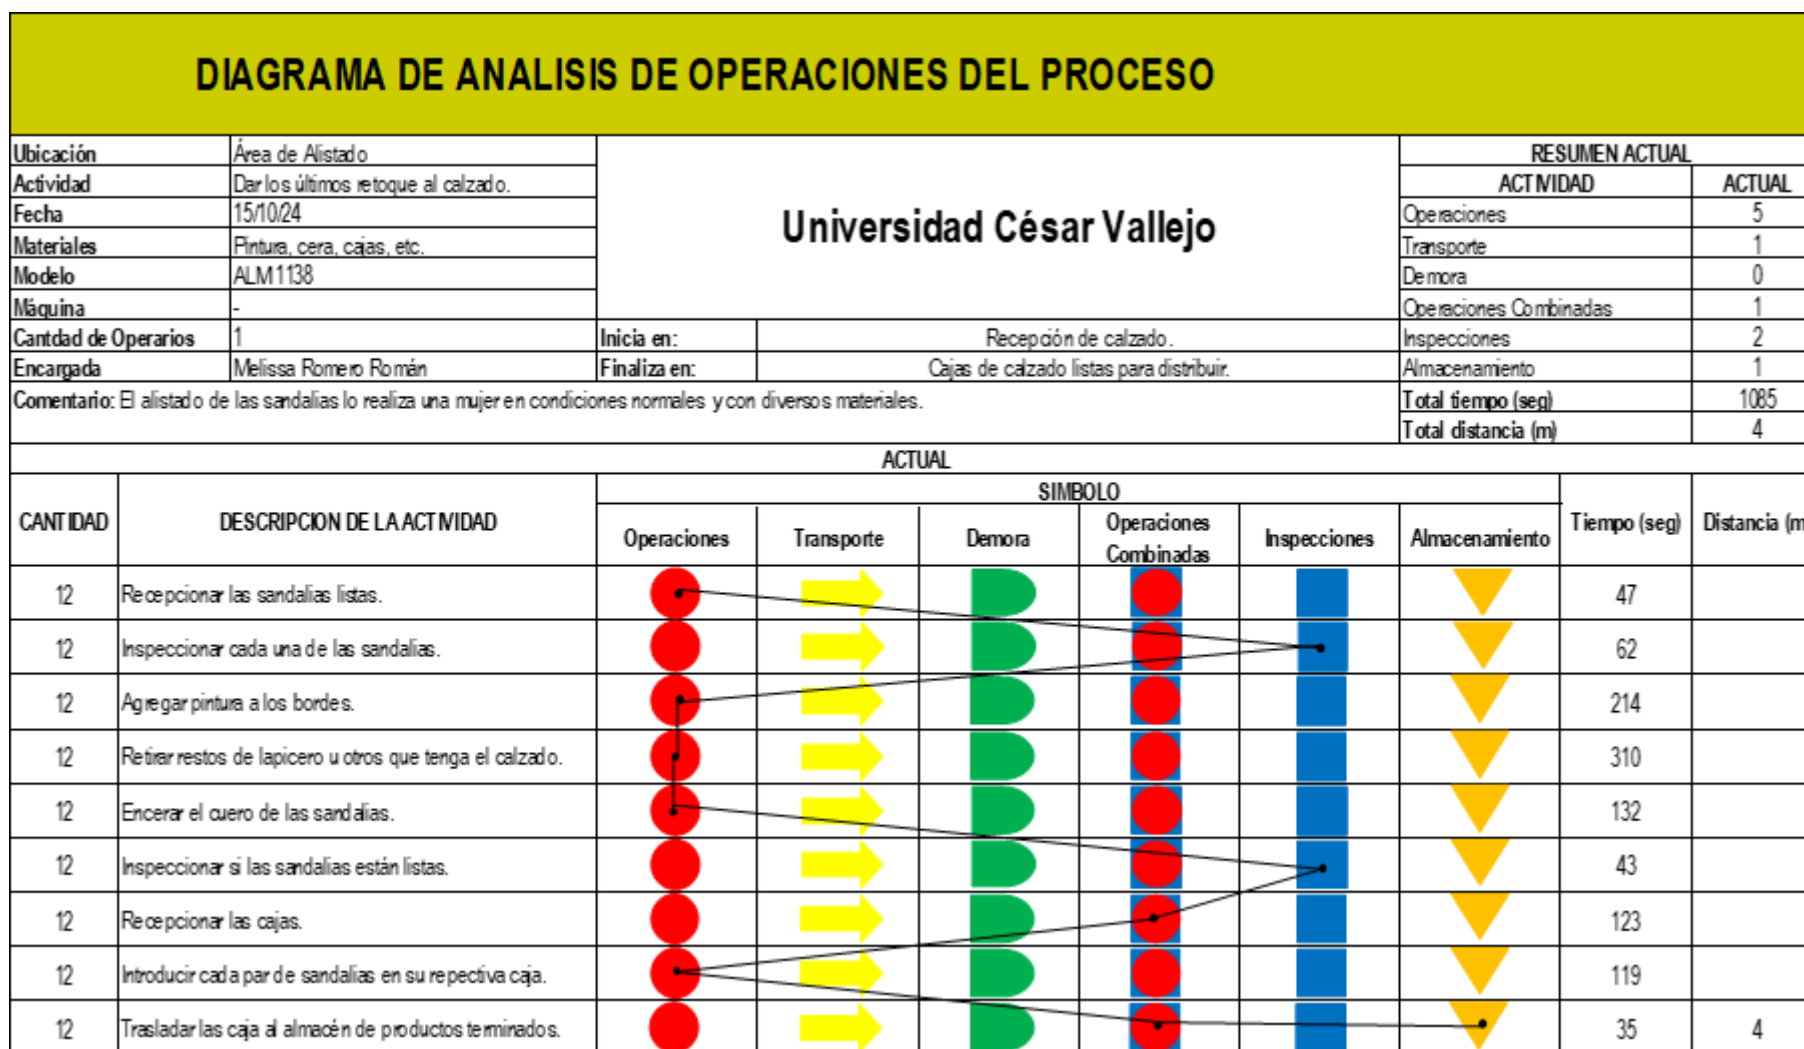 DIAGRAMA DE ANALISIS DE OPERACIONES DEL PROCESO
Ubicación Área de Alistado
Actividad Dar los últimos retoque al calzado.
Fecha 15/10/24
Materiales Pintura, cera, cajas, etc.
Modelo ALM1138
Máquina -
Cantdad de Operarios 1
Encargada Melissa Romero Román
Universidad César Vallejo
Inicia en: Recepción de calzado.
Finaliza en: Cajas de calzado listas para distribuir.
RESUMEN ACTUAL
ACTIVIDAD ACTUAL
Operaciones 5
Transporte 1
Demora 0
Operaciones Combinadas 1
Inspecciones 2
Almacenamiento 1
Total tiempo (seg) 1085
Total distancia (m) 4
Comentario: El alistado de las sandalias lo realiza una mujer en condiciones normales y con diversos materiales.
ACTUAL
CANTIDAD DESCRIPCION DE LA ACTIVIDAD SIMBOLO Tiempo (seg) Distancia (m
Operaciones Transporte Demora Operaciones Combinadas Inspecciones Almacenamiento
12 Recepcionar las sandalias listas. 47
12 Inspeccionar cada una de las sandalias. 62
12 Agregar pintura a los bordes. 214
12 Retirar restos de lapicero u otros que tenga el calzado. 310
12 Encerar el cuero de las sandalias. 132
12 Inspeccionar si las sandalias están listas. 43
12 Recepcionar las cajas. 123
12 Introducir cada par de sandalias en su repectiva caja. 119
12 Trasladar las caja al almacén de productos terminados. 35 4